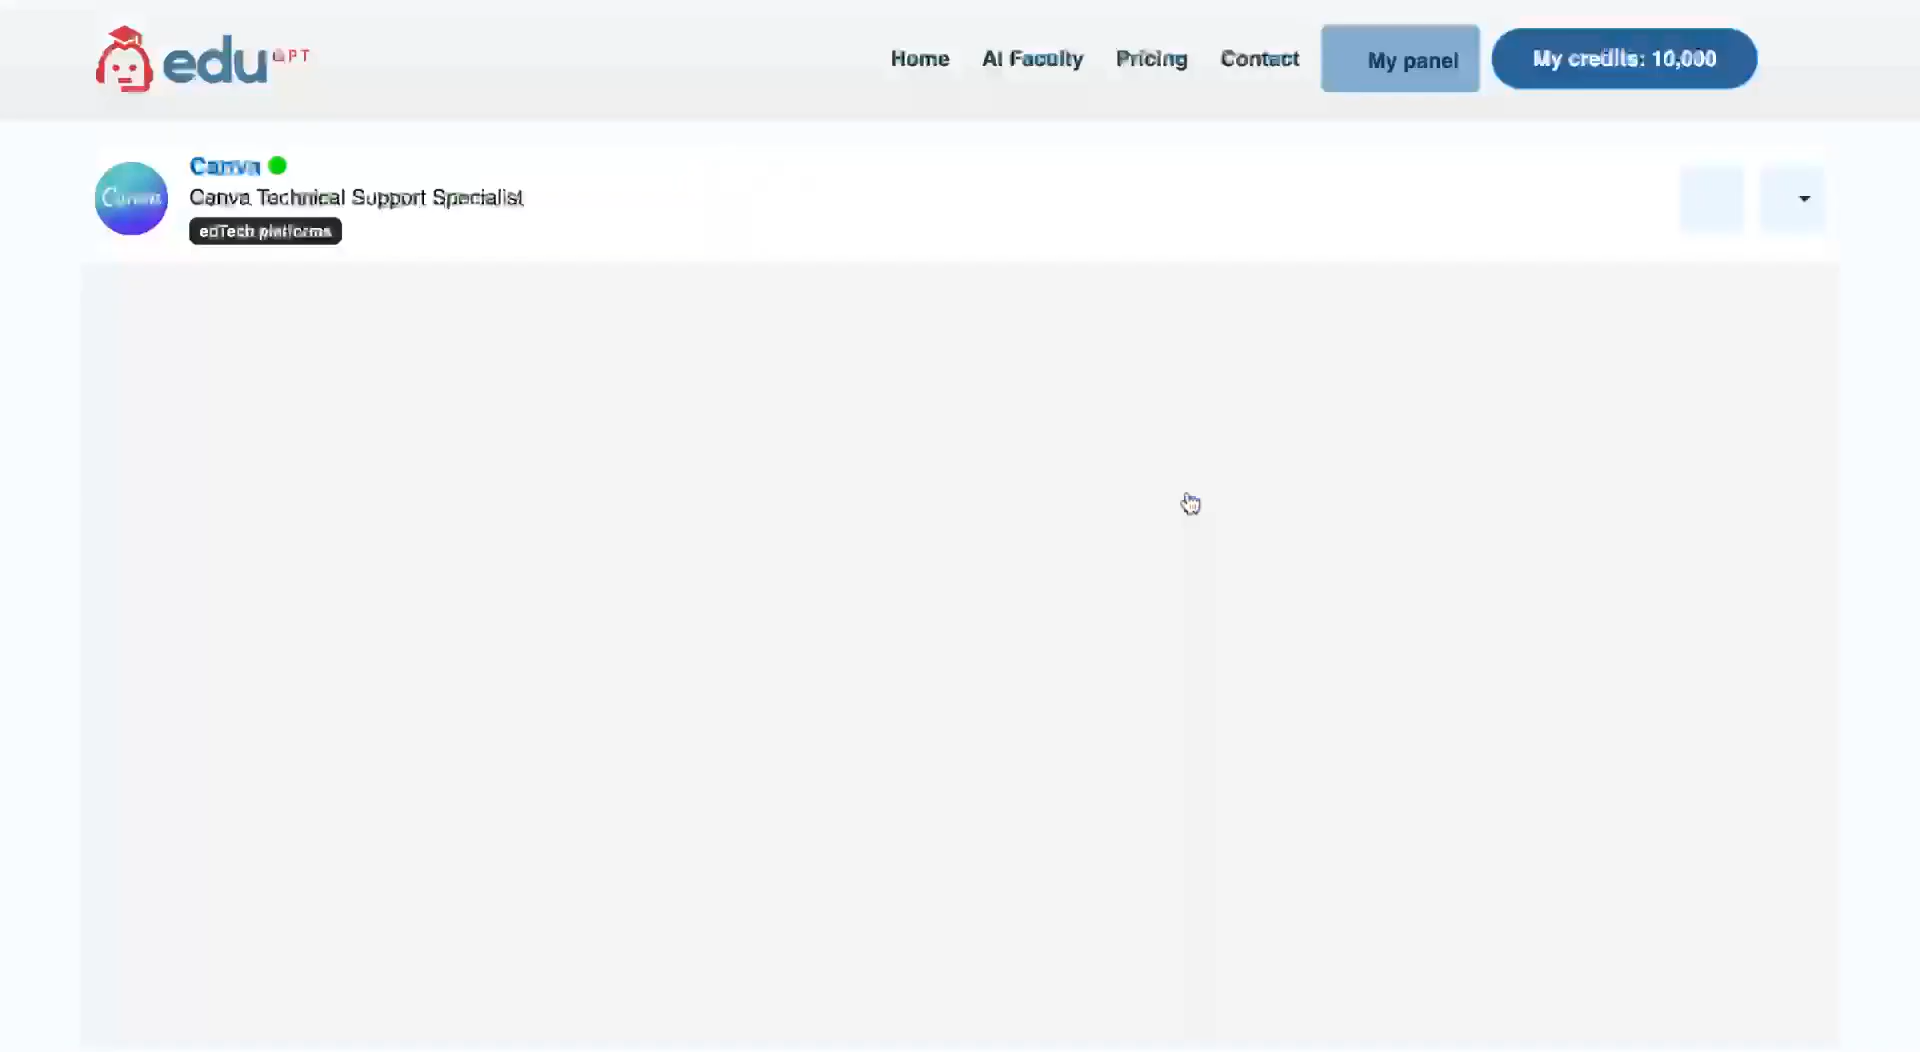 edu GPT
Home AI Faculty Pricing Contact My panel My credits: 10,000
Canva
Canva
Canva Technical Support Specialist
edTech platforms